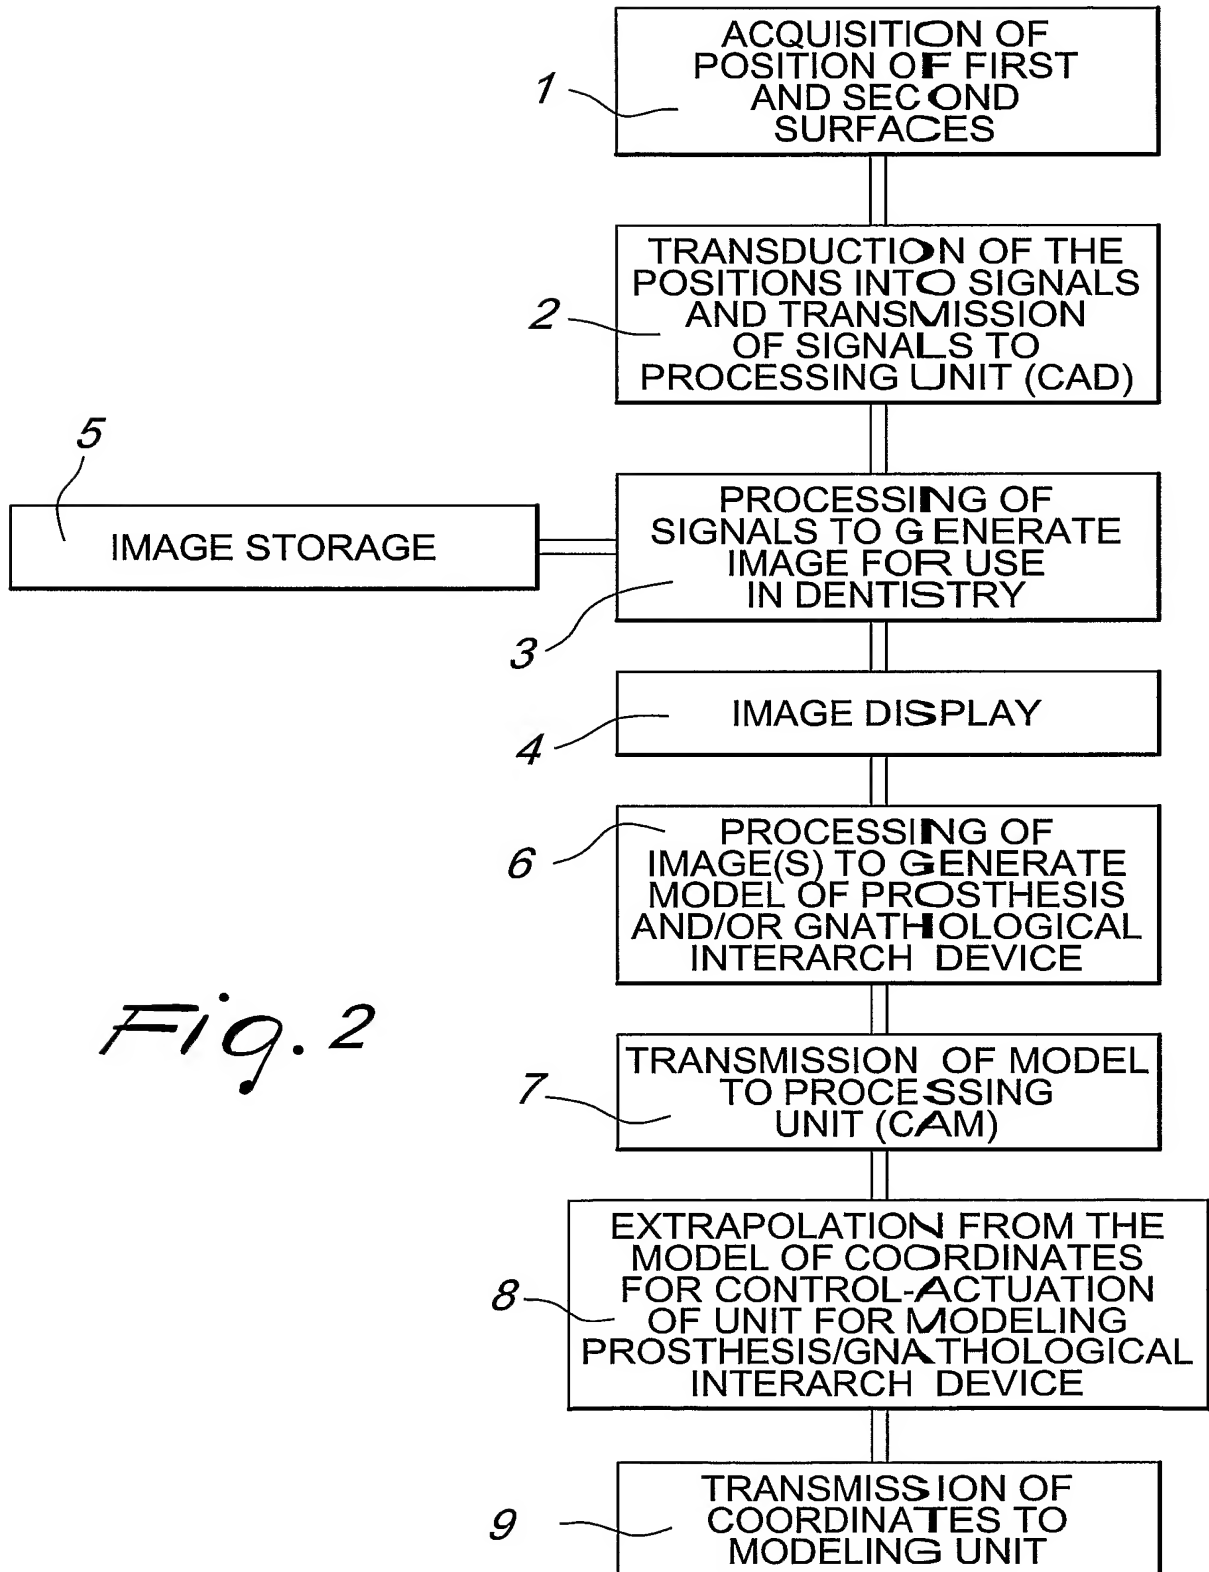 ACQUISITION OF
POSITION OF FIRST
AND SECOND
SURFACES
1
TRANSDUCTION OF THE
POSITIONS INTO SIGNALS
AND TRANSMISSION
OF SIGNALS TO
PROCESSING UNIT (CAD)
2
5
IMAGE STORAGE
PROCESSING OF
SIGNALS TO GENERATE
IMAGE FOR USE
IN DENTISTRY
3
IMAGE DISPLAY
4
6
PROCESSING OF
IMAGE(S) TO GENERATE
MODEL OF PROSTHESIS
AND/OR GNATHOLOGICAL
INTERARCH DEVICE
Fig. 2
TRANSMISSION OF MODEL
TO PROCESSING
UNIT (CAM)
7
EXTRAPOLATION FROM THE
MODEL OF COORDINATES
FOR CONTROL-ACTUATION
OF UNIT FOR MODELING
PROSTHESIS/GNATHOLOGICAL
INTERARCH DEVICE
8
TRANSMISSION OF
COORDINATES TO
MODELING UNIT
9